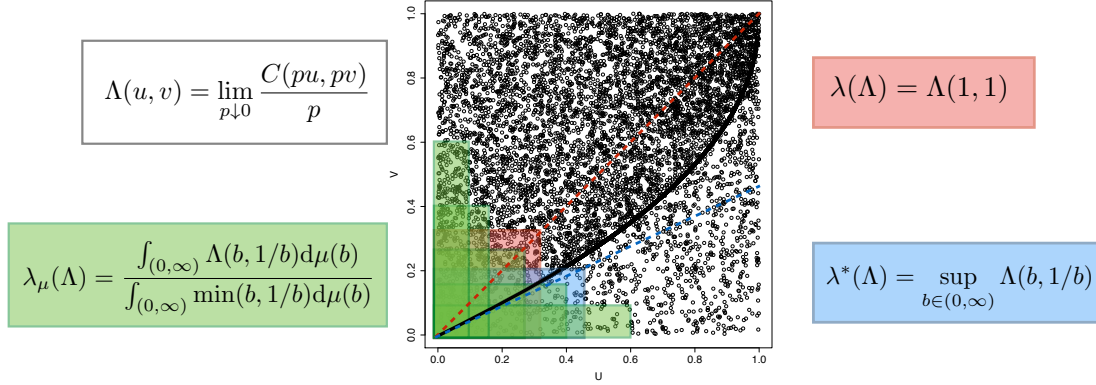 Λ(u, v) = lim_{p↓0} C(pu, pv) / p
λ(Λ) = Λ(1, 1)
λ_μ(Λ) = ∫_{(0,∞)} Λ(b, 1/b)dμ(b) / ∫_{(0,∞)} min(b, 1/b)dμ(b)
λ*(Λ) = sup_{b∈(0,∞)} Λ(b, 1/b)
V
1.0
0.8
0.6
0.4
0.2
0.0
0.0 0.2 0.4 0.6 0.8 1.0
U